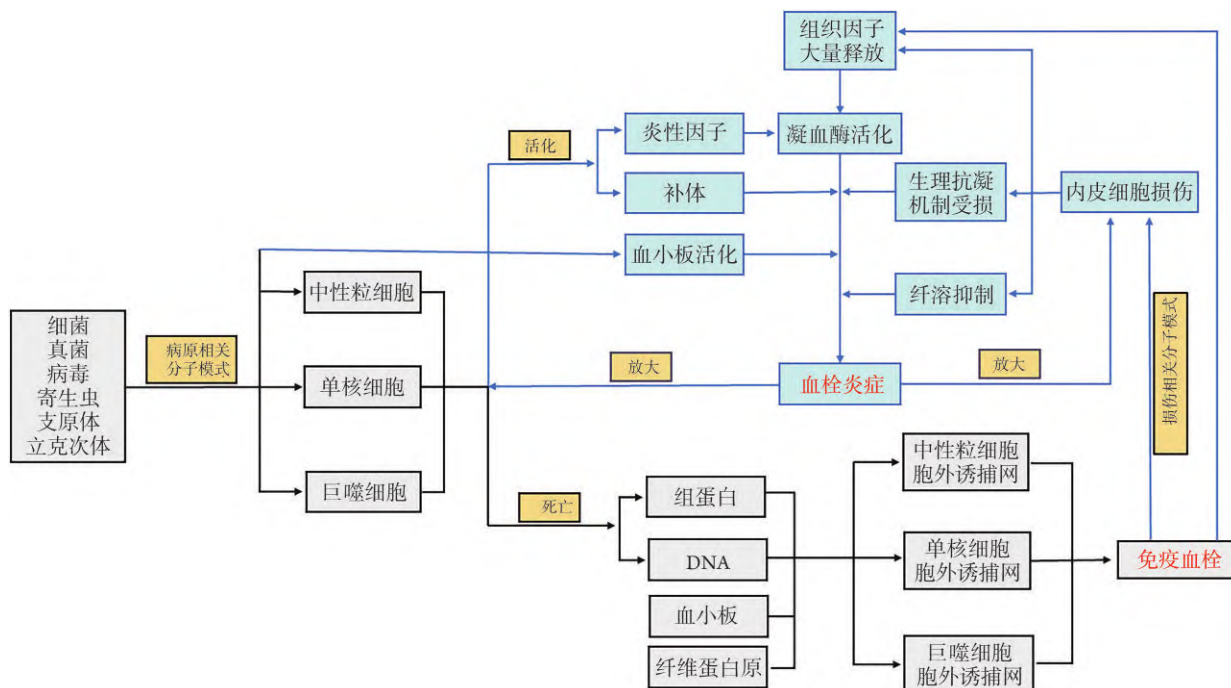 组织因子
大量释放
活化
炎性因子
凝血酶活化
补体
生理抗凝
机制受损
内皮细胞损伤
血小板活化
中性粒细胞
纤溶抑制
细菌
真菌
病毒
寄生虫
支原体
立克次体
病原相关
分子模式
单核细胞
放大
血栓炎症
放大
损伤相关分子模式
巨噬细胞
死亡
组蛋白
DNA
血小板
纤维蛋白原
中性粒细胞
胞外诱捕网
单核细胞
胞外诱捕网
巨噬细胞
胞外诱捕网
免疫血栓